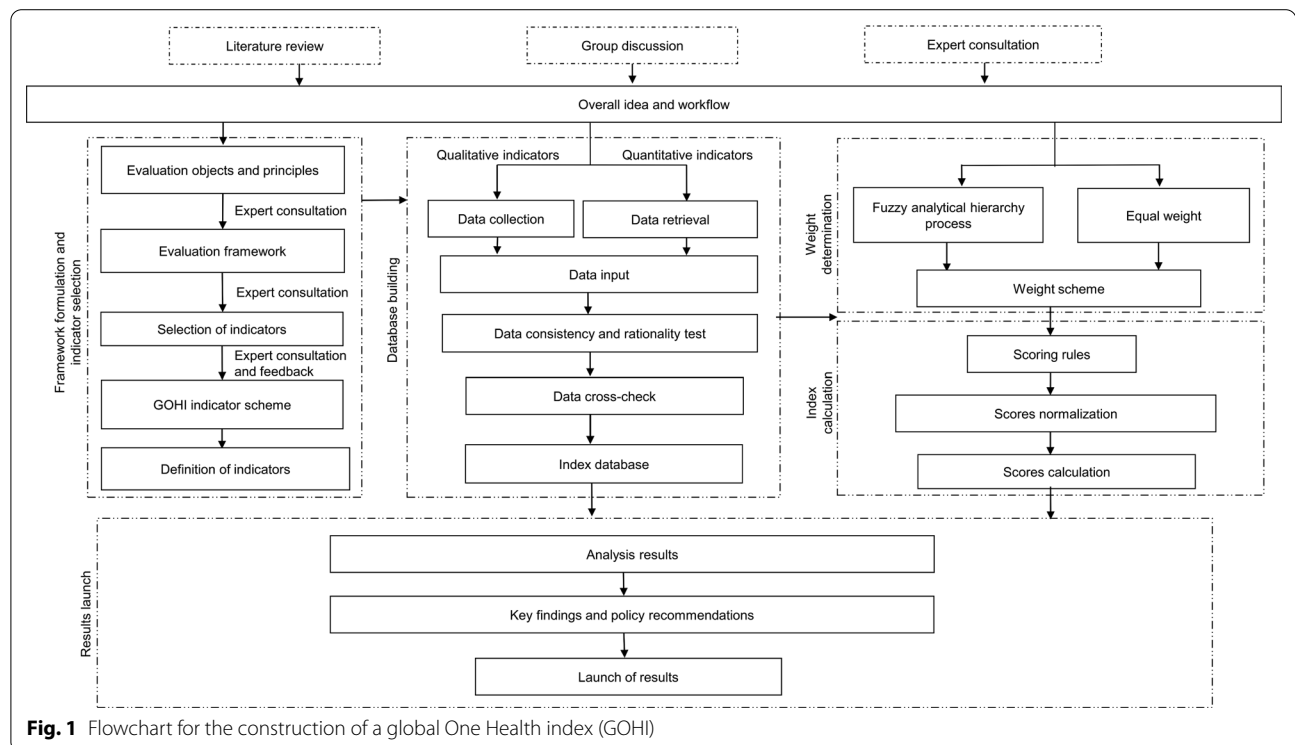 Literature review
Group discussion
Expert consultation
Overall idea and workflow
Framework formulation and
indicator selection
Evaluation objects and principles
Expert consultation
Evaluation framework
Expert consultation
Selection of indicators
Expert consultation
and feedback
GOHI indicator scheme
Definition of indicators
Database building
Qualitative indicators
Quantitative indicators
Data collection
Data retrieval
Data input
Data consistency and rationality test
Data cross-check
Index database
Weight
determination
Fuzzy analytical hierarchy
process
Equal weight
Weight scheme
Index
calculation
Scoring rules
Scores normalization
Scores calculation
Results launch
Analysis results
Key findings and policy recommendations
Launch of results
Fig. 1 Flowchart for the construction of a global One Health index (GOHI)